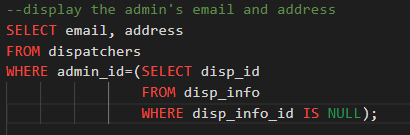 --display the admin's email and address
SELECT email, address
FROM dispatchers
WHERE admin_id=(SELECT disp_id
FROM disp_info
WHERE disp_info_id IS NULL);